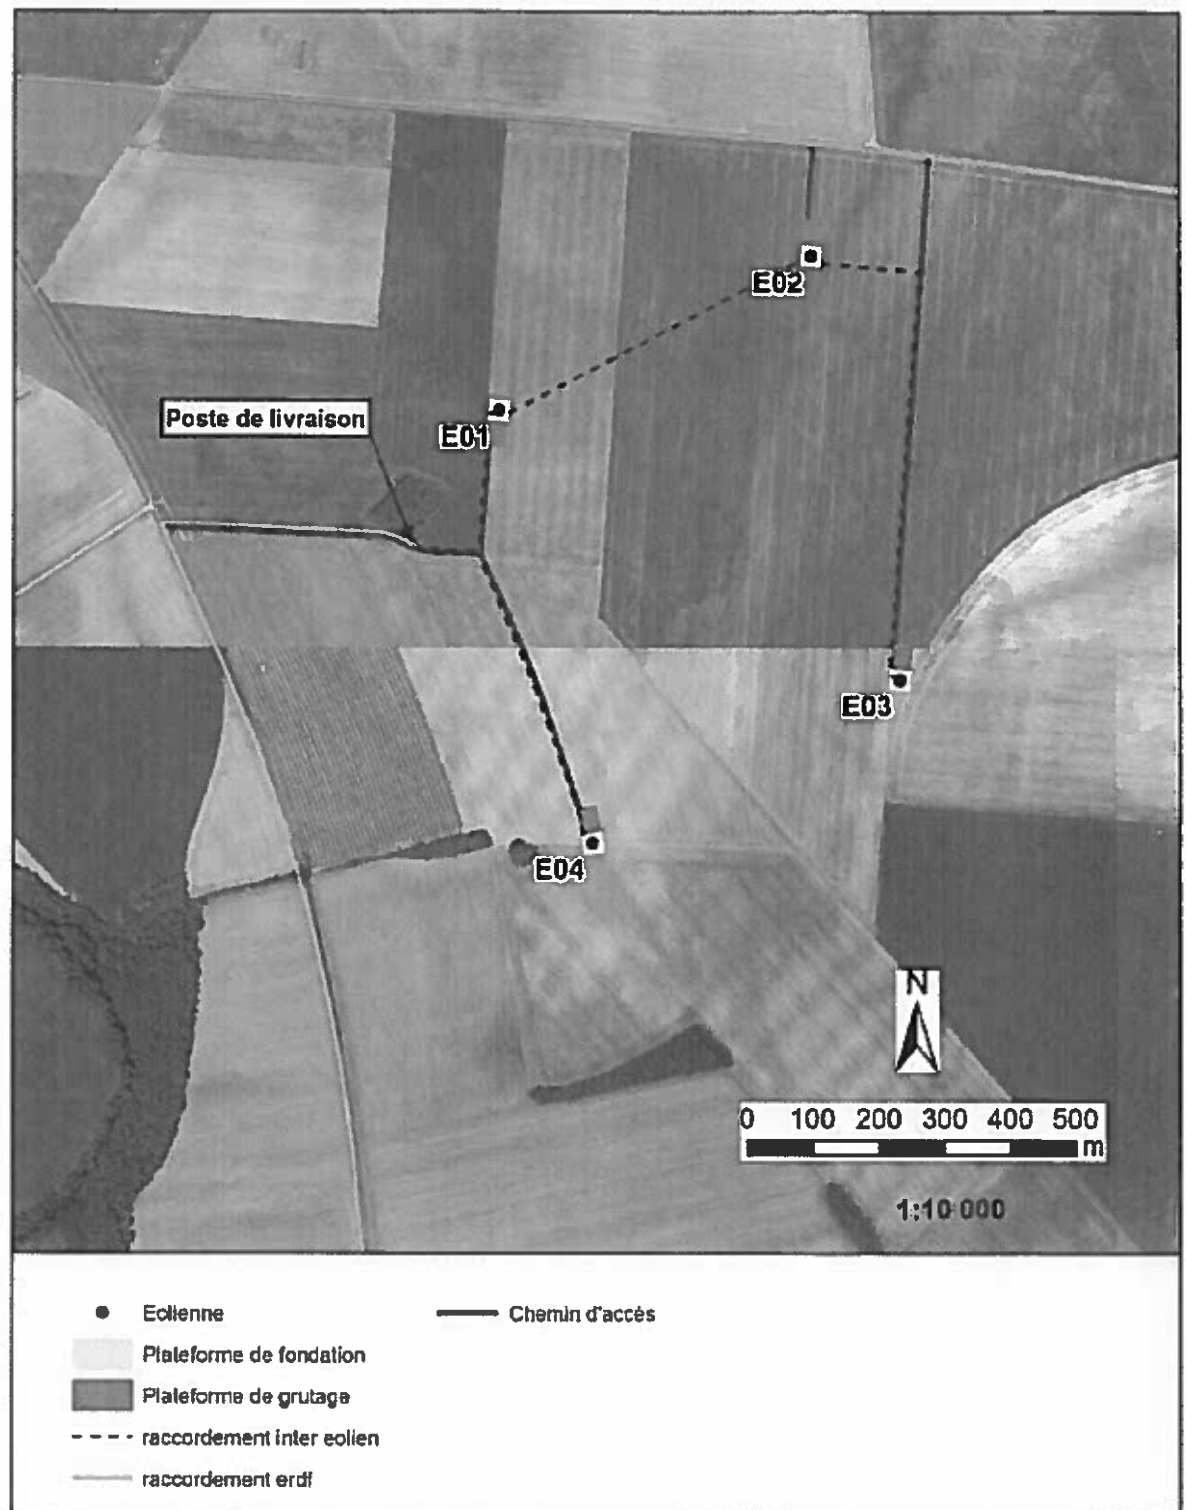 E02
Poste de livraison
E01
E03
E04
N
0 100 200 300 400 500
m
1:10 000
Eolienne
Chemin d'accès
Plateforme de fondation
Plateforme de grutage
raccordement inter eolien
raccordement erdf